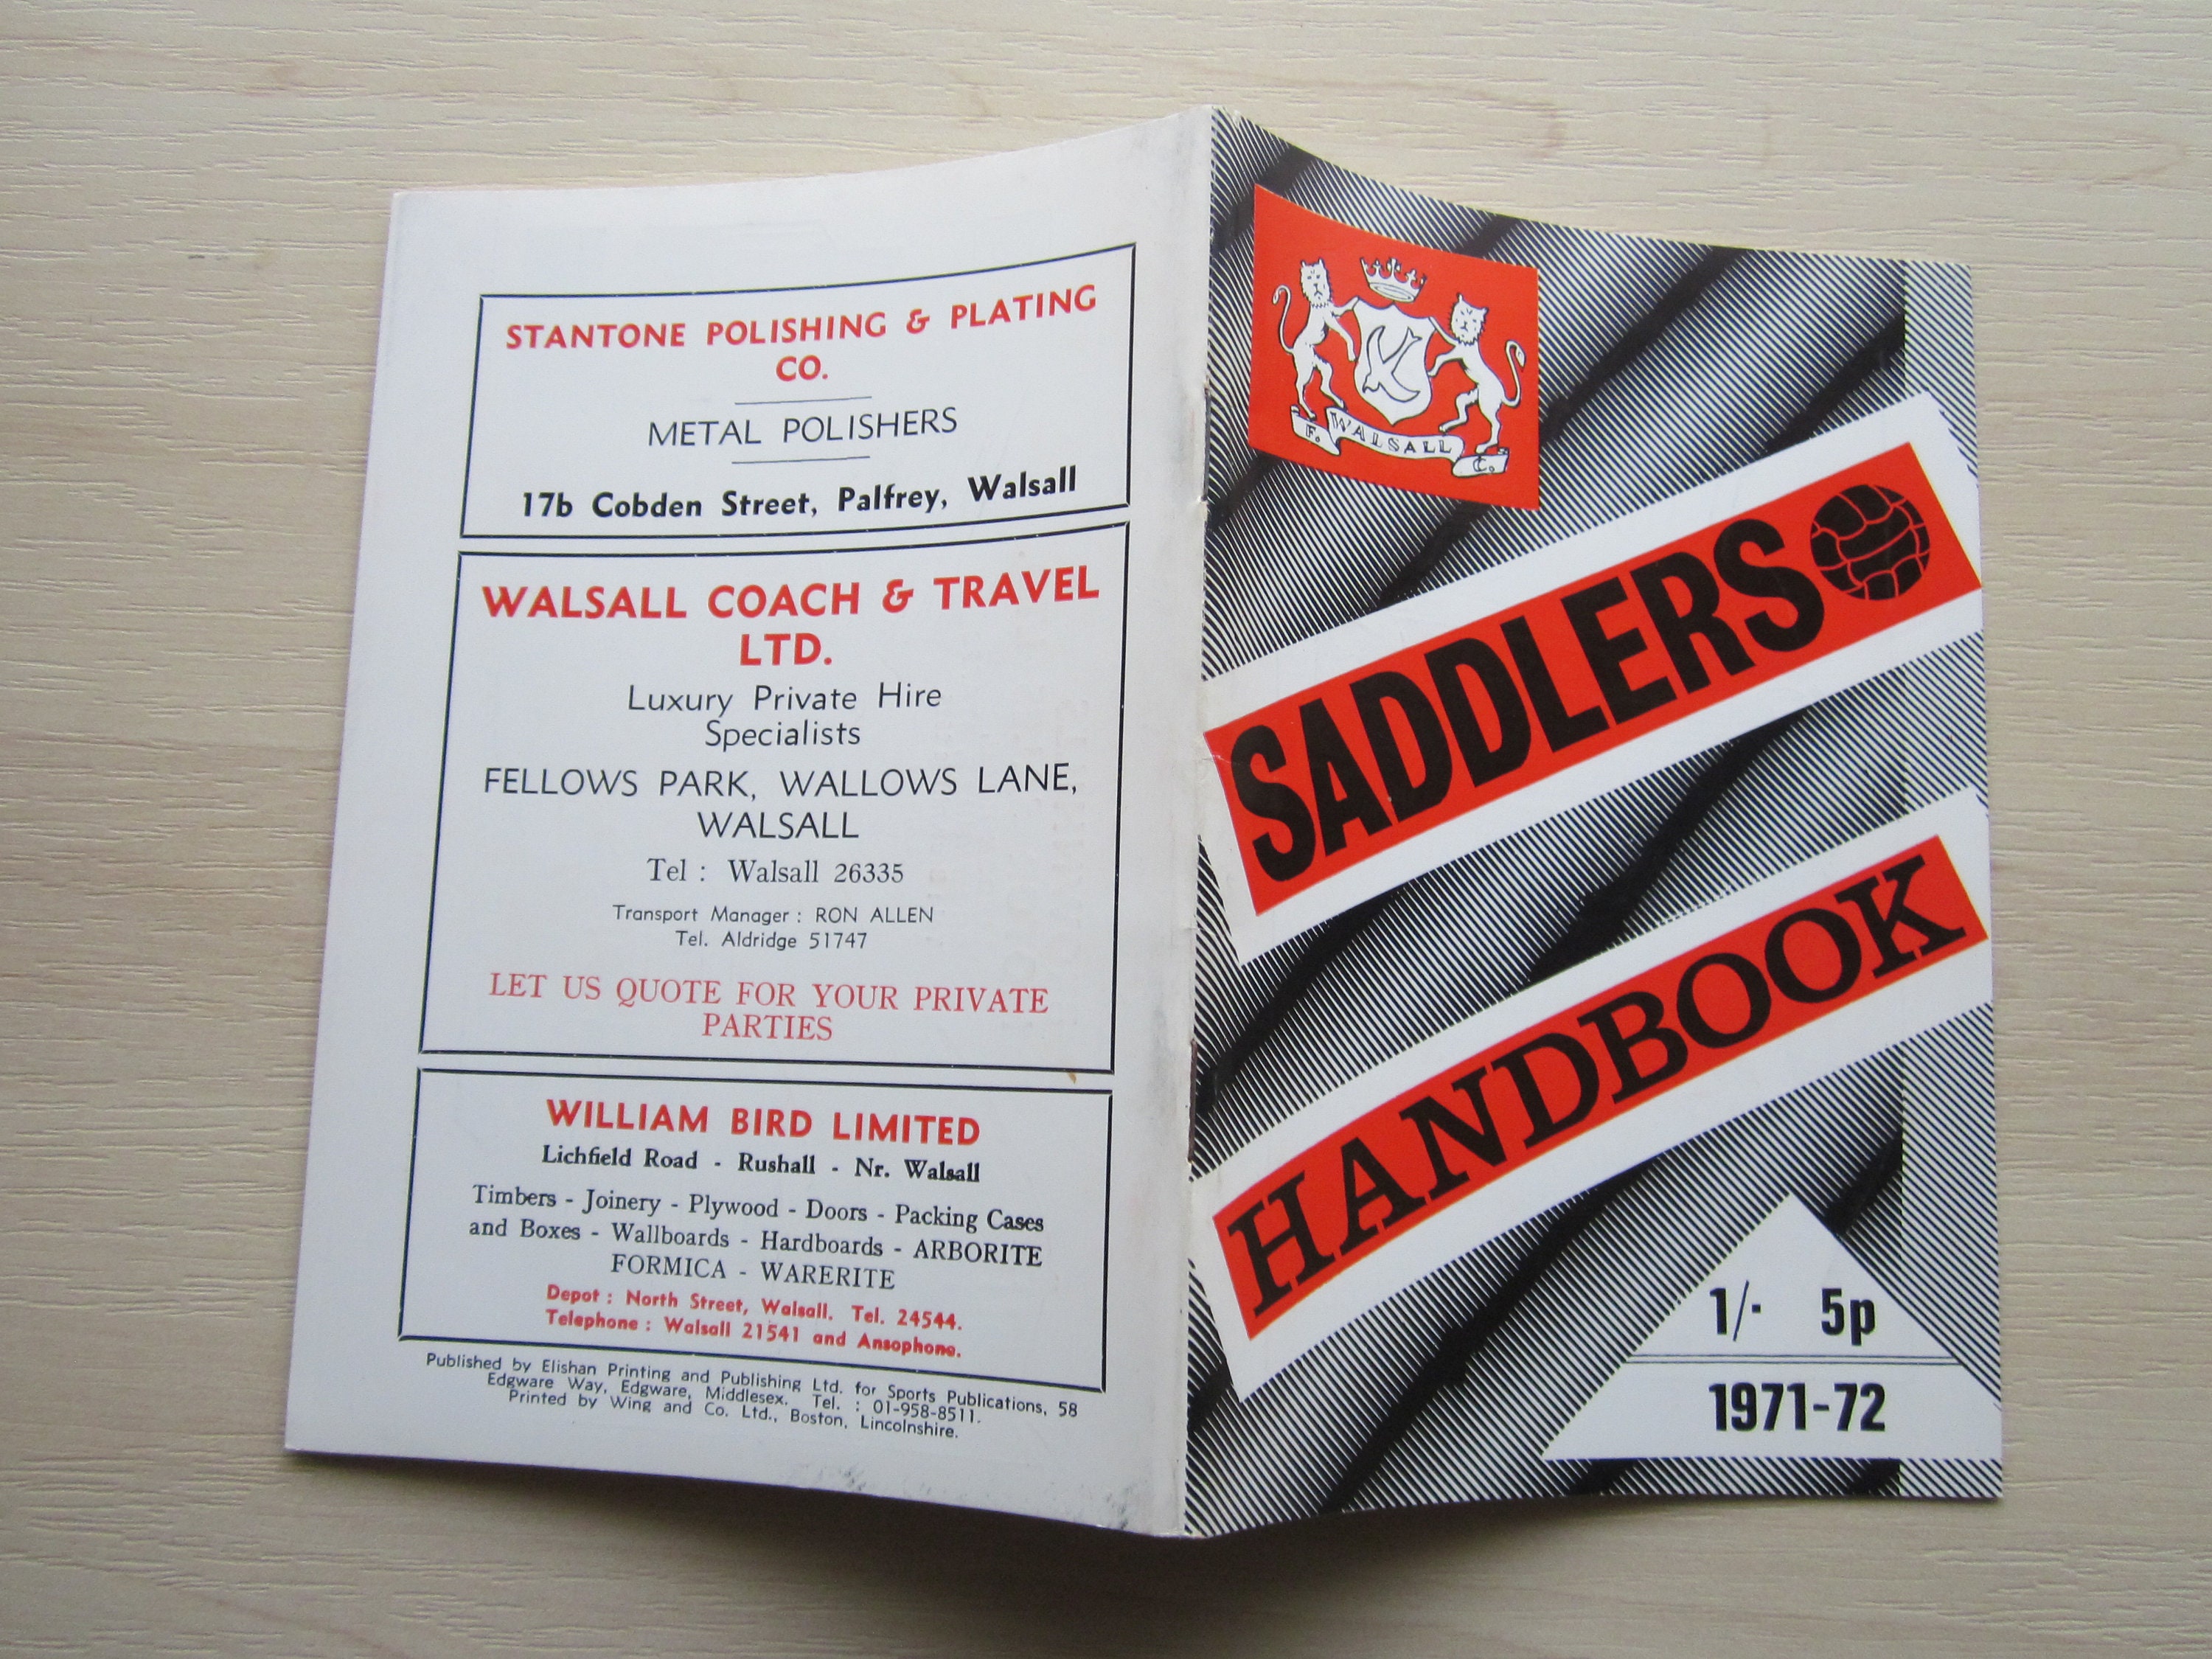 STANTONE POLISHING & PLATING
CO.
METAL POLISHERS
17b Cobden Street, Palfrey, Walsall
WALSALL COACH & TRAVEL
LTD.
Luxury Private Hire
Specialists
FELLOWS PARK, WALLOWS LANE,
WALSALL
Tel : Walsall 26335
Transport Manager : RON ALLEN
Tel. Aldridge 51747
LET US QUOTE FOR YOUR PRIVATE
PARTIES
WILLIAM BIRD LIMITED
Lichfield Road - Rushall - Nr. Walsall
Timbers - Joinery - Plywood - Doors - Packing Cases
and Boxes - Wallboards - Hardboards - ARBORITE
FORMICA - WARERITE
Depot : North Street, Walsall. Tel. 24544.
Telephone : Walsall 21541 and Ansophone.
Published by Elishan Printing and Publishing Ltd. for Sports Publications, 58
Edgware Way, Edgware, Middlesex. Tel. : 01-958-8511.
Printed by Wing and Co. Ltd., Boston, Lincolnshire.
F. WALSALL C.
SADDLERS
HANDBOOK
1/- 5p
1971-72